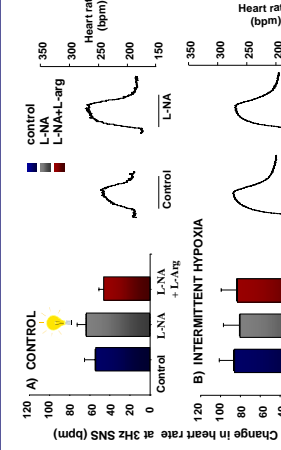 A) CONTROL
control
L-NA
L-NA+L-arg
Change in heart rate at 3Hz SNS (bpm)
120
100
80
60
40
20
0
Control
L-NA
L-NA
+ L-Arg
Control
L-NA
Heart rate
(bpm)
350
300
250
200
150
B) INTERMITTENT HYPOXIA
120
100
80
60
40
Heart rate
(bpm)
350
300
250
200